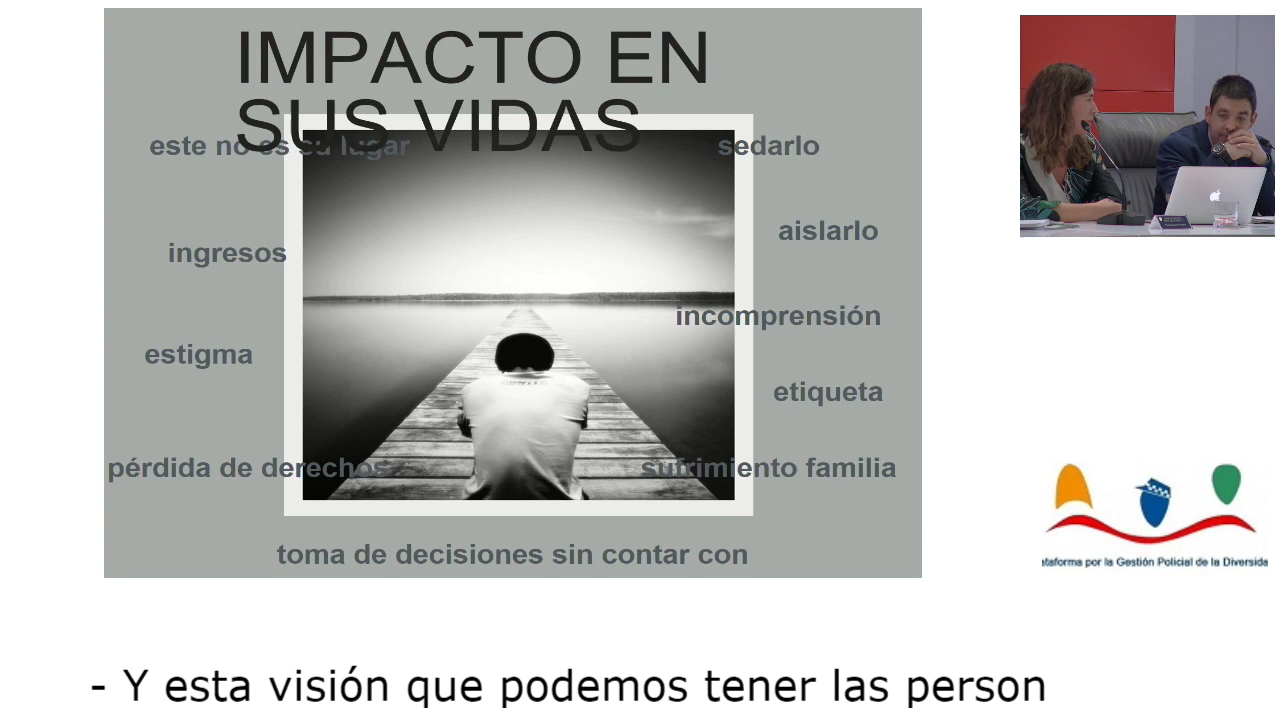 IMPACTO EN
SUS VIDAS
este no es su lugar
sedarlo
aislarlo
ingresos
incomprensión
estigma
etiqueta
pérdida de derechos
sufrimiento familia
toma de decisiones sin contar con
ataforma por la Gestión Policial de la Diversida
- Y esta visión que podemos tener las person